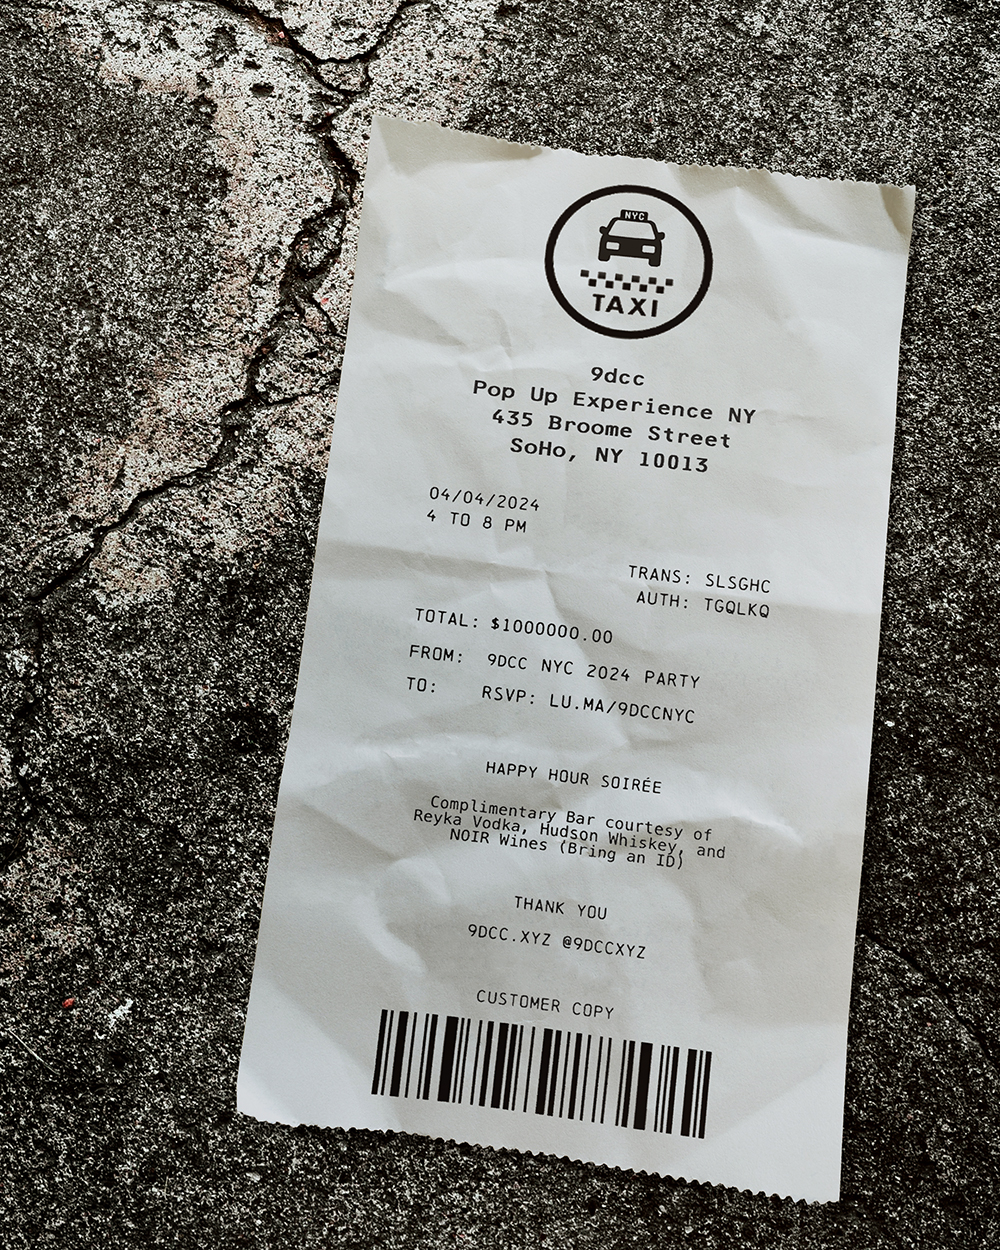 NYC
TAXI
9dcc
Pop Up Experience NY
435 Broome Street
SoHo, NY 10013
04/04/2024
4 TO 8 PM
TRANS: SLSGHC
AUTH: TGQLKQ
TOTAL: $1000000.00
FROM: 9DCC NYC 2024 PARTY
TO: RSVP: LU.MA/9DCCNYC
HAPPY HOUR SOIRÉE
Complimentary Bar courtesy of
Reyka Vodka, Hudson Whiskey, and
NOIR Wines (Bring an ID)
THANK YOU
9DCC.XYZ @9DCCXYZ
CUSTOMER COPY